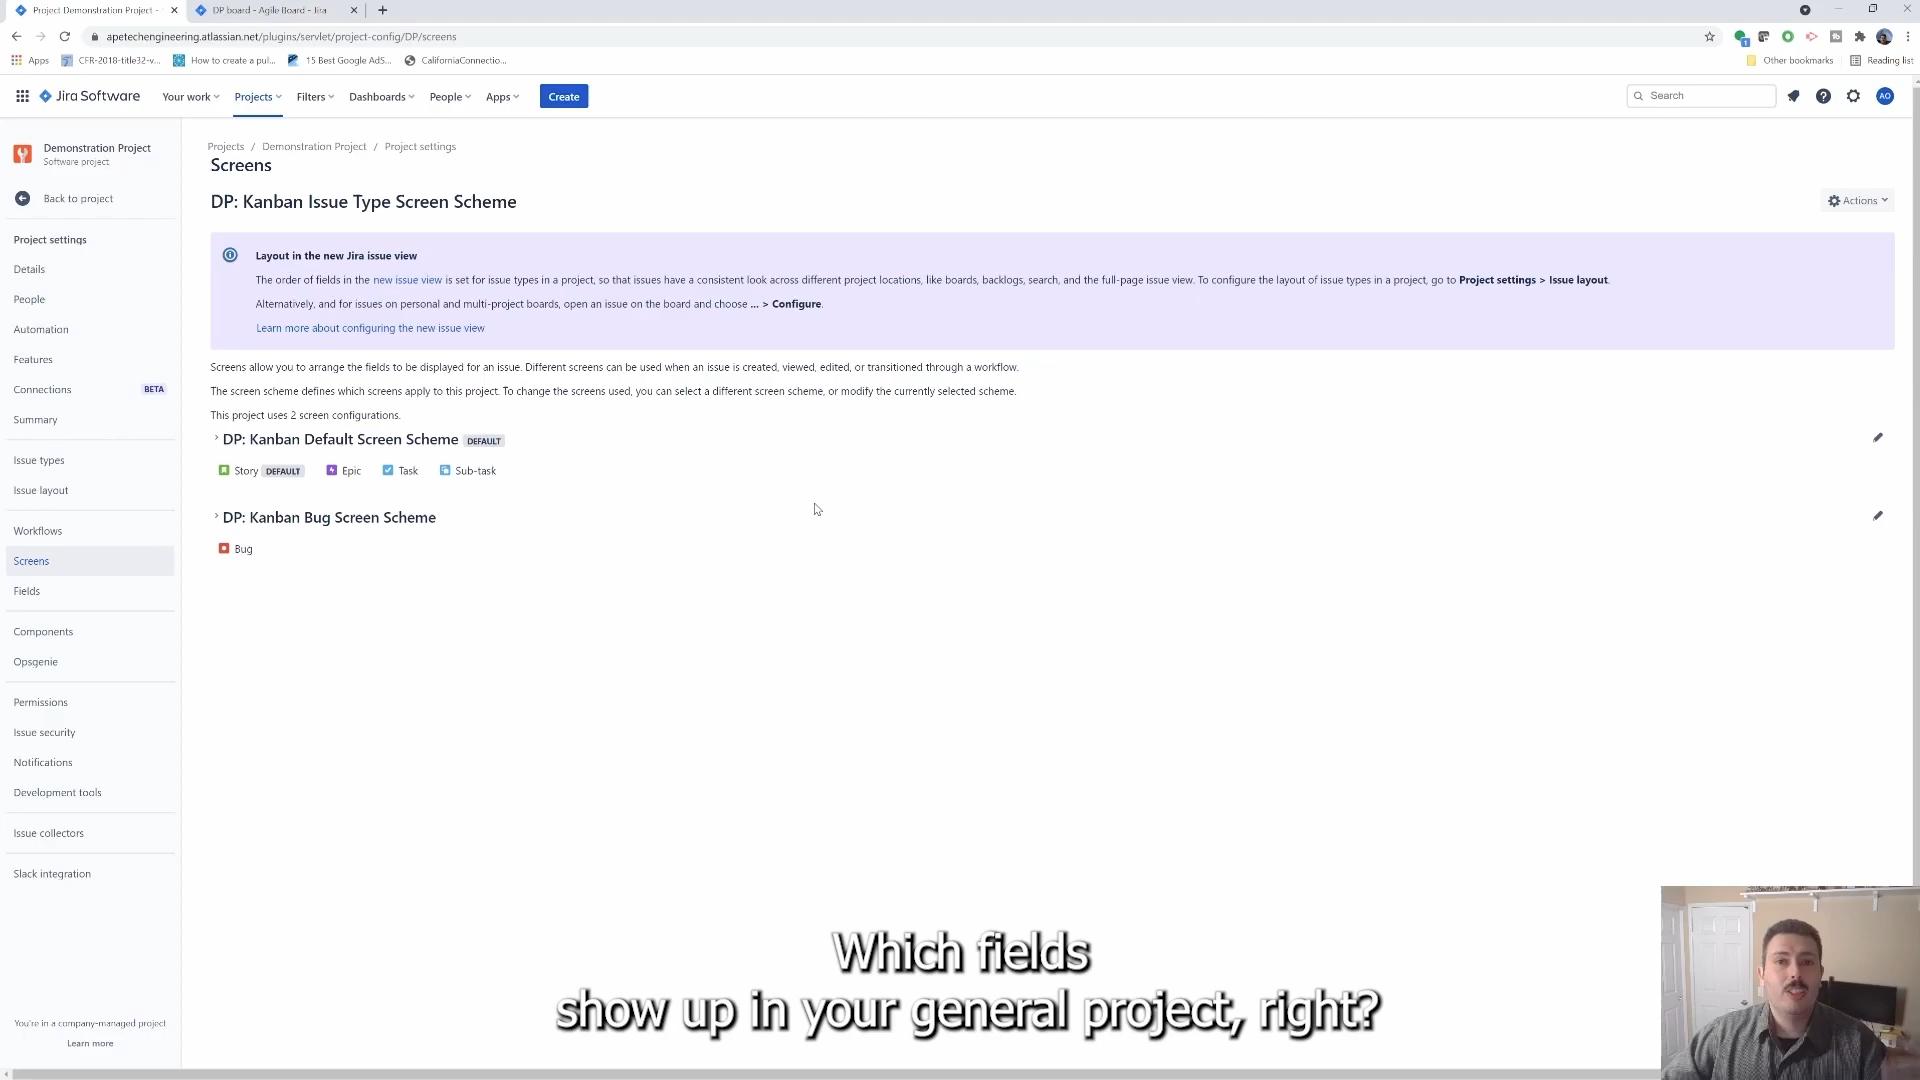 Project Demonstration Project -
DP board - Agile Board - Jira
apetechengineering.atlassian.net/plugins/servlet/project-config/DP/screens
Apps
CFR-2018-title32-v...
How to create a pul...
15 Best Google AdS...
CaliforniaConnectio...
Other bookmarks
Reading list
Jira Software
Your work
Projects
Filters
Dashboards
People
Apps
Create
Search
AO
Demonstration Project
Software project
Back to project
Project settings
Details
People
Automation
Features
Connections BETA
Summary
Issue types
Issue layout
Workflows
Screens
Fields
Components
Opsgenie
Permissions
Issue security
Notifications
Development tools
Issue collectors
Slack integration
You're in a company-managed project
Learn more
Projects / Demonstration Project / Project settings
Screens
DP: Kanban Issue Type Screen Scheme
Actions
Layout in the new Jira issue view
The order of fields in the new issue view is set for issue types in a project, so that issues have a consistent look across different project locations, like boards, backlogs, search, and the full-page issue view. To configure the layout of issue types in a project, go to Project settings > Issue layout.
Alternatively, and for issues on personal and multi-project boards, open an issue on the board and choose ... > Configure.
Learn more about configuring the new issue view
Screens allow you to arrange the fields to be displayed for an issue. Different screens can be used when an issue is created, viewed, edited, or transitioned through a workflow.
The screen scheme defines which screens apply to this project. To change the screens used, you can select a different screen scheme, or modify the currently selected scheme.
This project uses 2 screen configurations.
DP: Kanban Default Screen Scheme DEFAULT
Story DEFAULT Epic Task Sub-task
DP: Kanban Bug Screen Scheme
Bug
Which fields
show up in your general project, right?